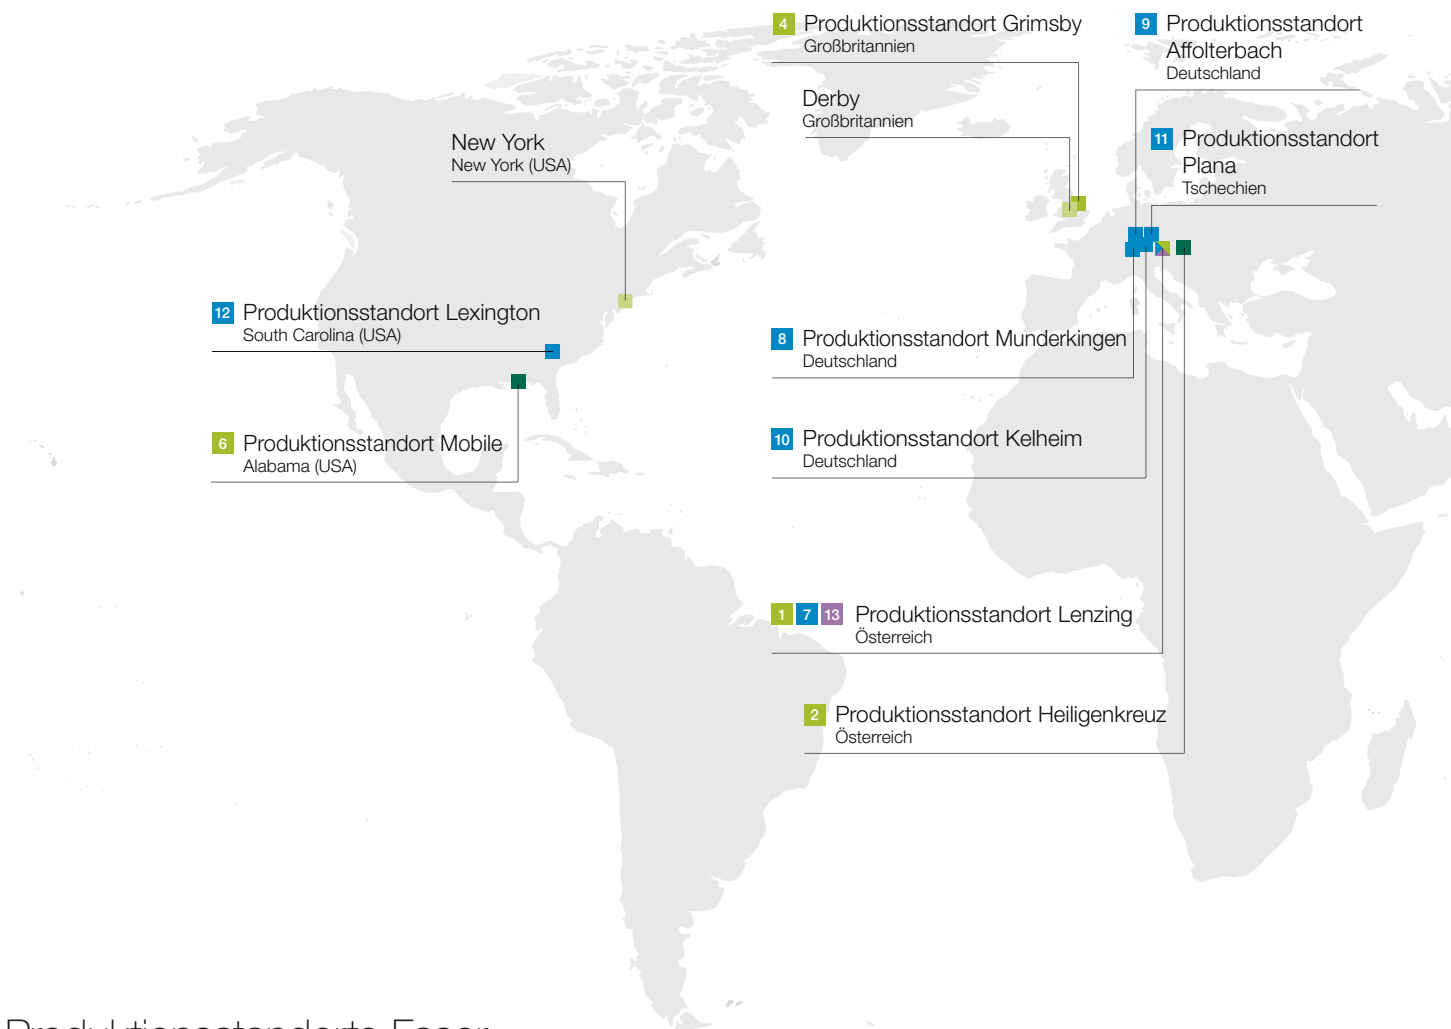 4 Produktionsstandort Grimsby
Großbritannien
9 Produktionsstandort
Affolterbach
Deutschland
Derby
Großbritannien
11 Produktionsstandort
Plana
Tschechien
New York
New York (USA)
12 Produktionsstandort Lexington
South Carolina (USA)
8 Produktionsstandort Munderkingen
Deutschland
6 Produktionsstandort Mobile
Alabama (USA)
10 Produktionsstandort Kelheim
Deutschland
1 7 13 Produktionsstandort Lenzing
Österreich
2 Produktionsstandort Heiligenkreuz
Österreich
Produktionsstandorte Faser